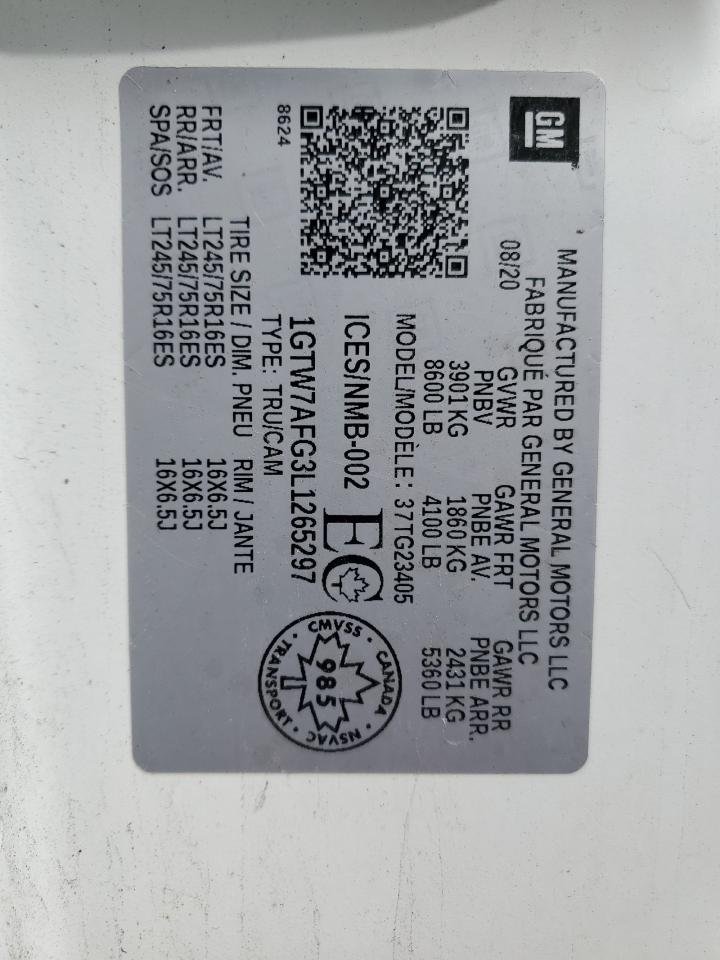 GM
MANUFACTURED BY GENERAL MOTORS LLC
FABRIQUÉ PAR GENERAL MOTORS LLC
08/20 GVWR GAWR FRT GAWR RR
PNBV PNBE AV. PNBE ARR.
3901 KG 1860 KG 2431 KG
8600 LB 4100 LB 5360 LB
MODEL/MODÈLE: 37TG23405
ICES/NMB-002 EC
1GTW7AFG3L1265297
TYPE: TRU/CAM
8624
CANADA · CMVSS · TRANSPORT · NSVAC
985
TIRE SIZE / DIM. PNEU RIM / JANTE
FRT/AV. LT245/75R16ES 16X6.5J
RR/ARR. LT245/75R16ES 16X6.5J
SPA/SOS LT245/75R16ES 16X6.5J